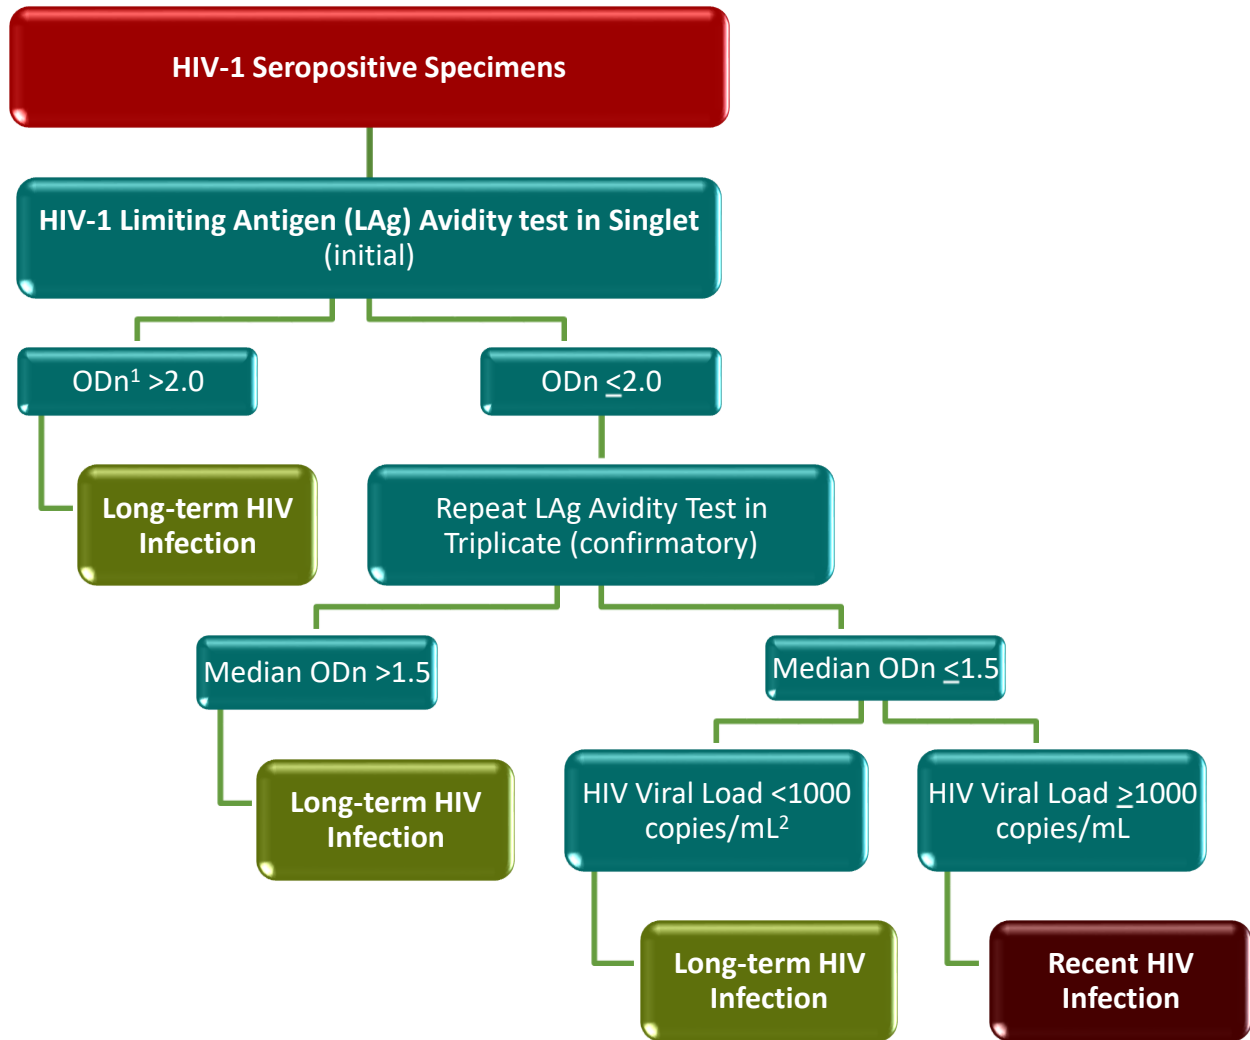 HIV-1 Seropositive Specimens
HIV-1 Limiting Antigen (LAg) Avidity test in Singlet
(initial)
ODn¹ >2.0
ODn ≤2.0
Long-term HIV
Infection
Repeat LAg Avidity Test in
Triplicate (confirmatory)
Median ODn >1.5
Median ODn ≤1.5
Long-term HIV
Infection
HIV Viral Load <1000
copies/mL²
HIV Viral Load ≥1000
copies/mL
Long-term HIV
Infection
Recent HIV
Infection